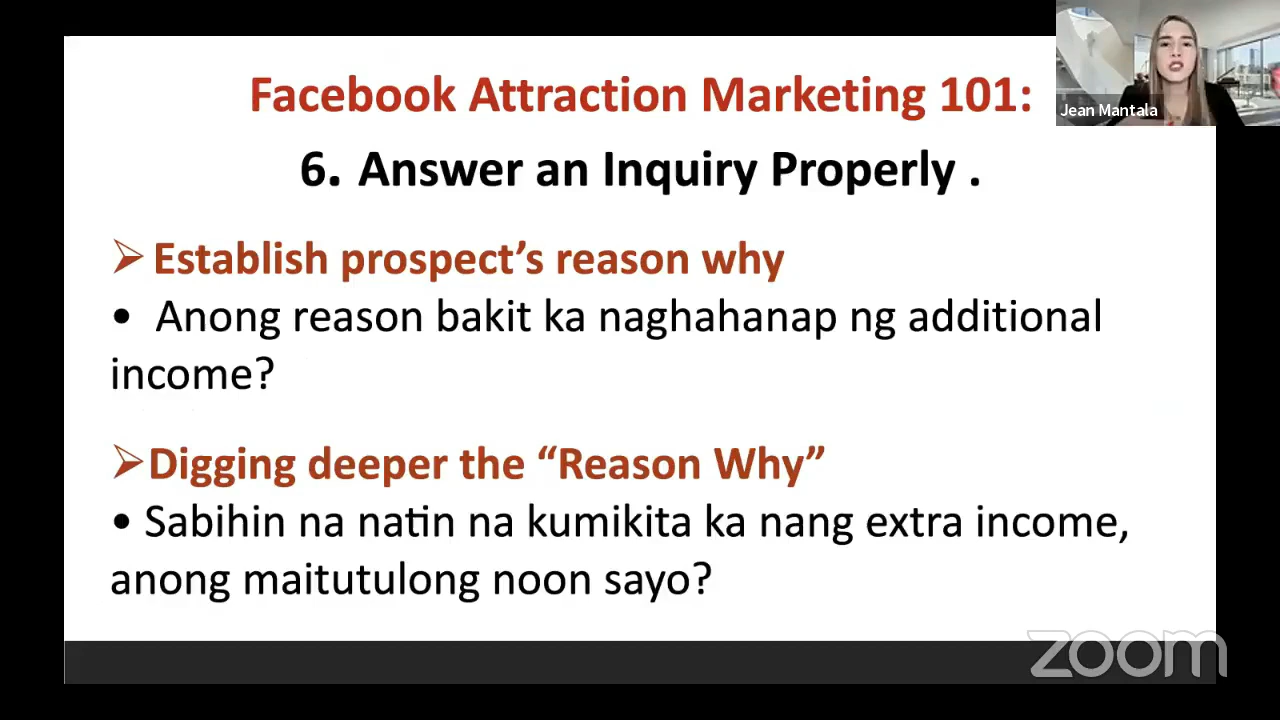 Facebook Attraction Marketing 101:
Jean Mantala
6. Answer an Inquiry Properly .
➢ Establish prospect’s reason why
• Anong reason bakit ka naghahanap ng additional
income?
➢ Digging deeper the “Reason Why”
• Sabihin na natin na kumikita ka nang extra income,
anong maitutulong noon sayo?
zoom